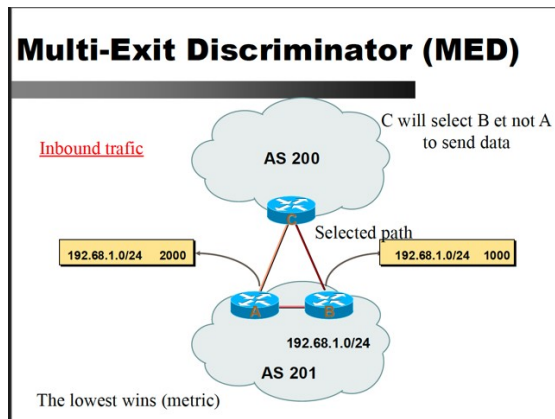 Multi-Exit Discriminator (MED)
C will select B et not A
to send data
Inbound trafic
AS 200
C
Selected path
192.68.1.0/24 2000
192.68.1.0/24 1000
A
B
192.68.1.0/24
AS 201
The lowest wins (metric)